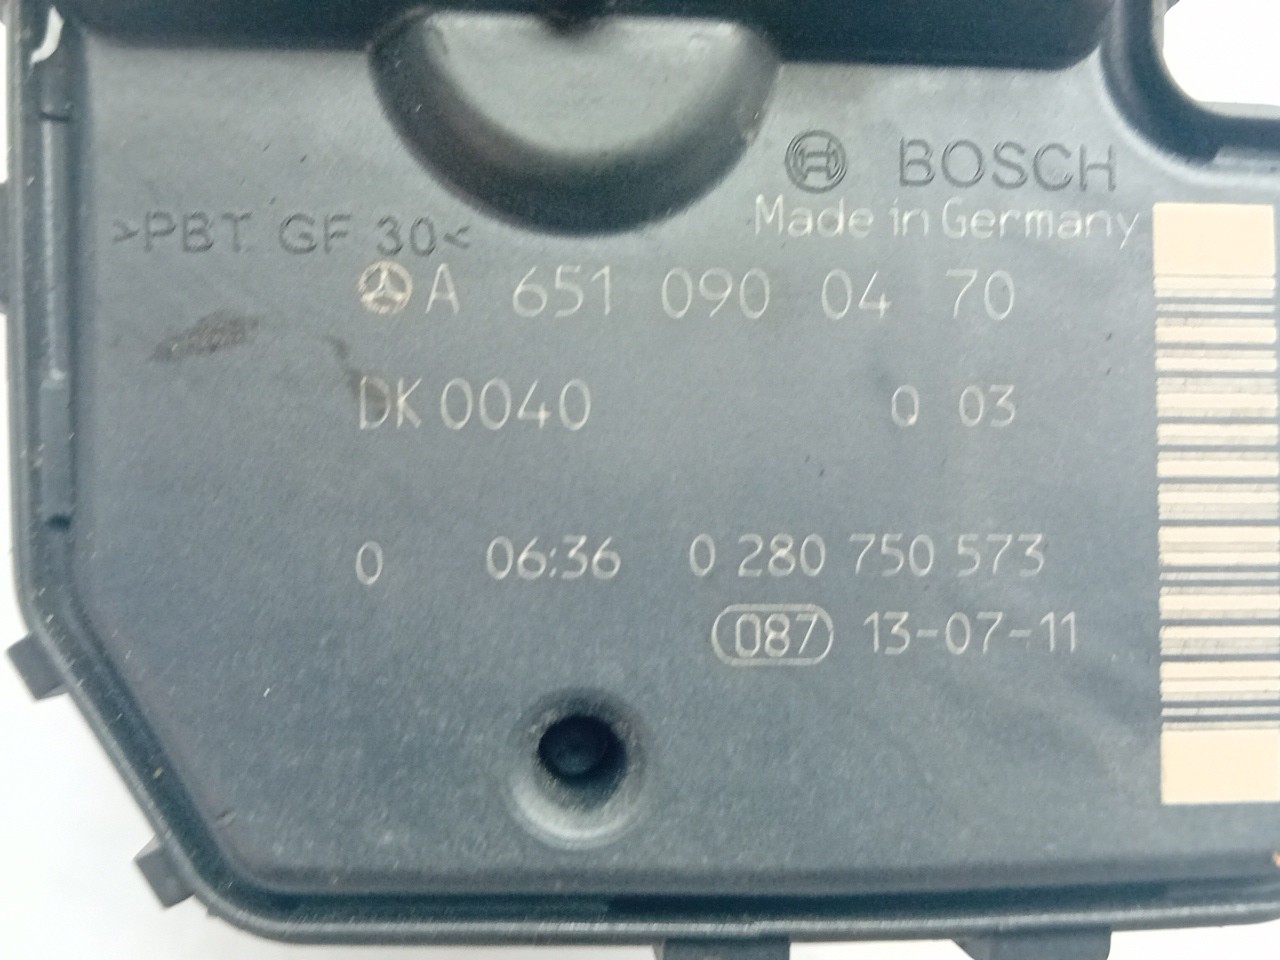 BOSCH
Made in Germany
>PBT GF 30<
A 651 090 04 70
DK 0040 0 03
0 06:36 0 280 750 573
087 13-07-11